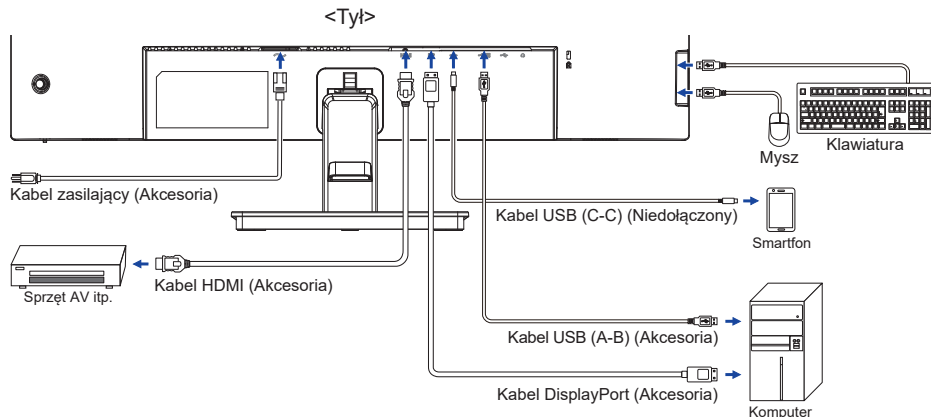 <Tył>
Mysz
Klawiatura
Kabel zasilający (Akcesoria)
Kabel USB (C-C) (Niedołączony)
Smartfon
Kabel HDMI (Akcesoria)
Sprzęt AV itp.
Kabel USB (A-B) (Akcesoria)
Kabel DisplayPort (Akcesoria)
Komputer